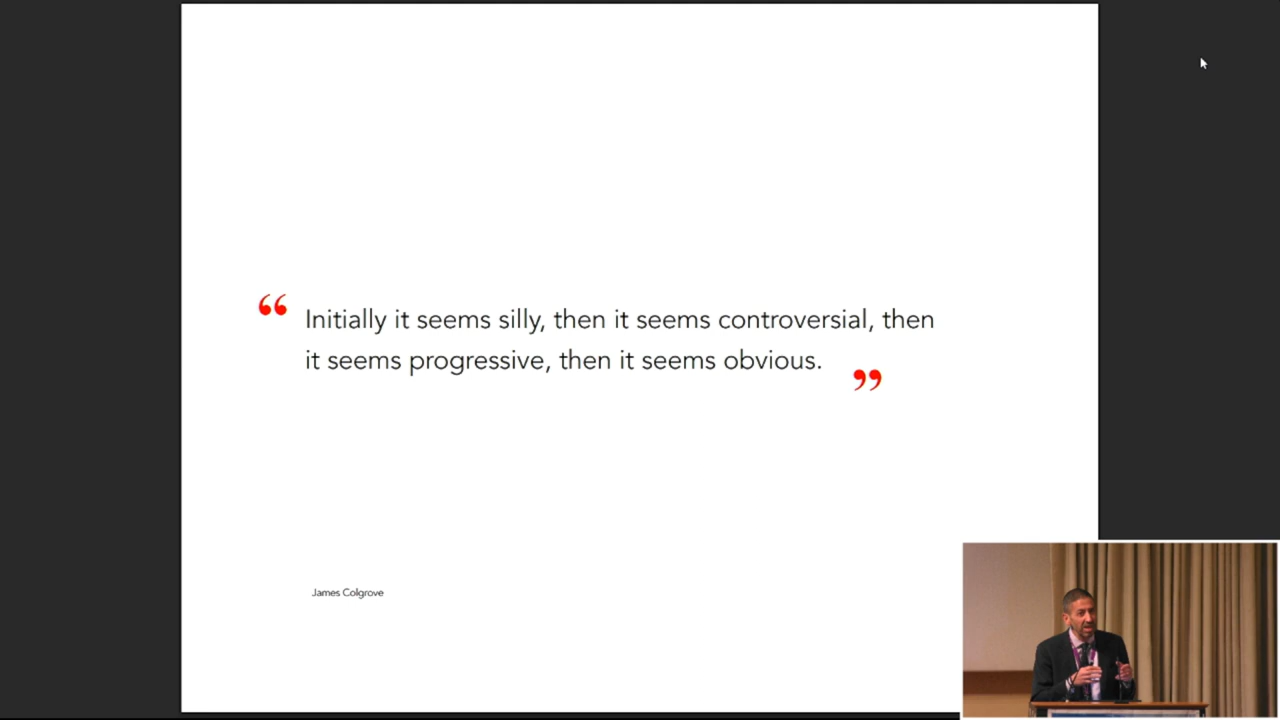 “ Initially it seems silly, then it seems controversial, then
it seems progressive, then it seems obvious. ”
James Colgrove